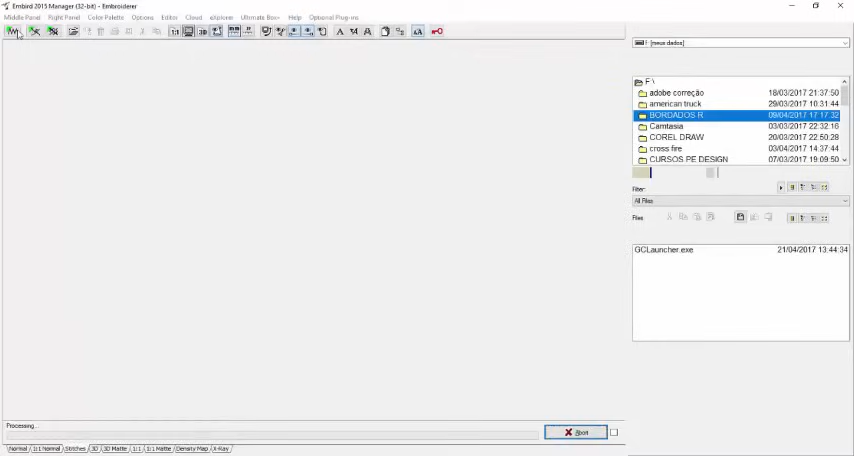 Embird 2015 Manager (32-bit) - Embroiderer
Middle Panel Right Panel Color Palette Options Editor Cloud eXplorer Ultimate Box+ Help Optional Plug-ins
1:1 3D A A A
f: [meus dados]
F:\
adobe correção 18/03/2017 21:37:50
american truck 29/03/2017 10:31:44
BORDADOS R 09/04/2017 17:17:32
Camtasia 03/03/2017 22:32:16
COREL DRAW 20/03/2017 22:50:28
cross fire 03/04/2017 14:37:44
CURSOS PE DESIGN 07/03/2017 19:09:50
Filter:
All Files
Files
GCLauncher.exe 21/04/2017 13:44:34
Processing...
Abort
Normal 1:1 Normal Stitches 3D 3D Matte 1:1 1:1 Matte Density Map X-Ray